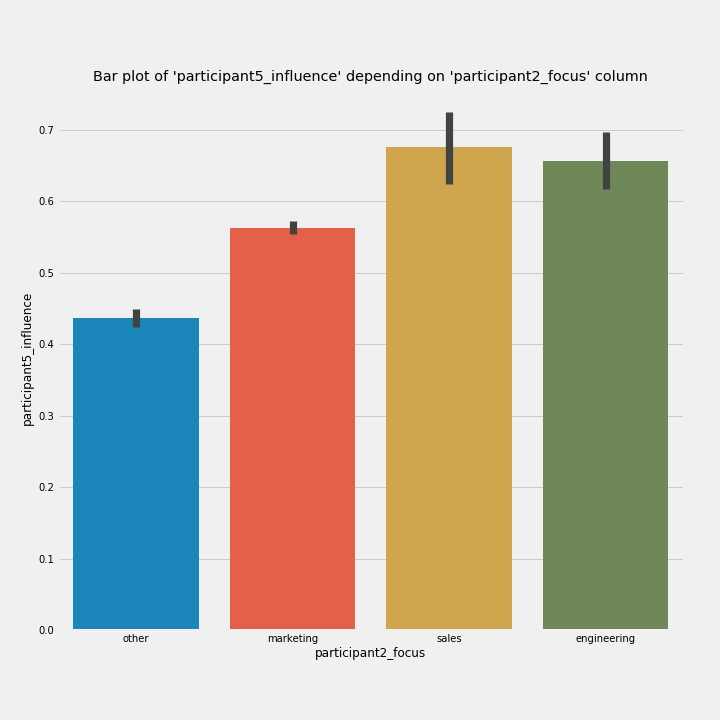 Bar plot of 'participant5_influence' depending on 'participant2_focus' column
participant5_influence
0.7
0.6
0.5
0.4
0.3
0.2
0.1
0.0
other
marketing
sales
engineering
participant2_focus